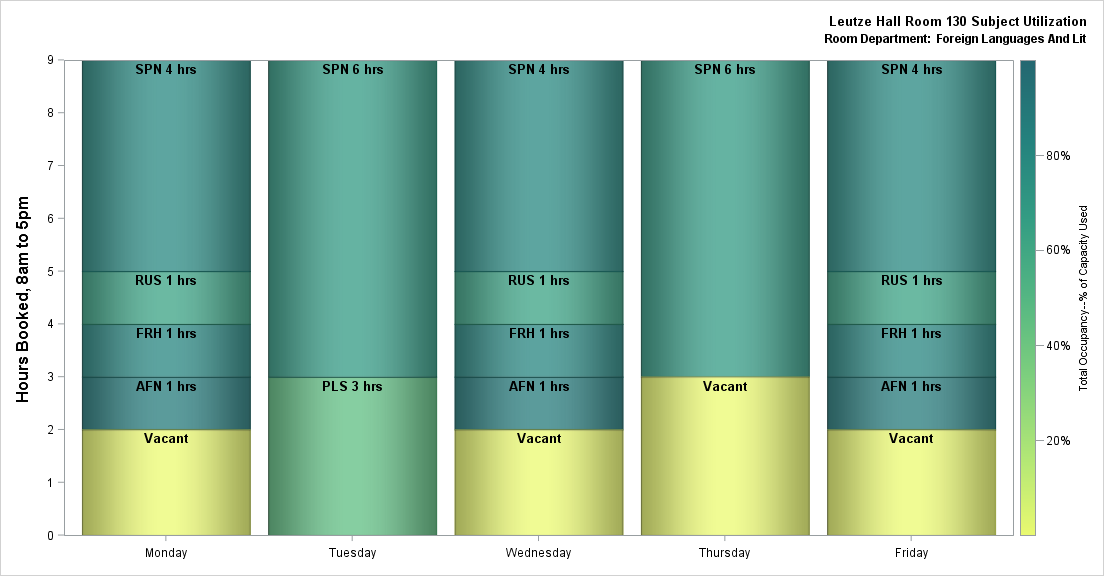 Leutze Hall Room 130 Subject Utilization
Room Department: Foreign Languages And Lit
Hours Booked, 8am to 5pm
9
8
7
6
5
4
3
2
1
0
SPN 4 hrs
RUS 1 hrs
FRH 1 hrs
AFN 1 hrs
Vacant
SPN 6 hrs
PLS 3 hrs
SPN 4 hrs
RUS 1 hrs
FRH 1 hrs
AFN 1 hrs
Vacant
SPN 6 hrs
Vacant
SPN 4 hrs
RUS 1 hrs
FRH 1 hrs
AFN 1 hrs
Vacant
Monday
Tuesday
Wednesday
Thursday
Friday
80%
60%
40%
20%
Total Occupancy--% of Capacity Used